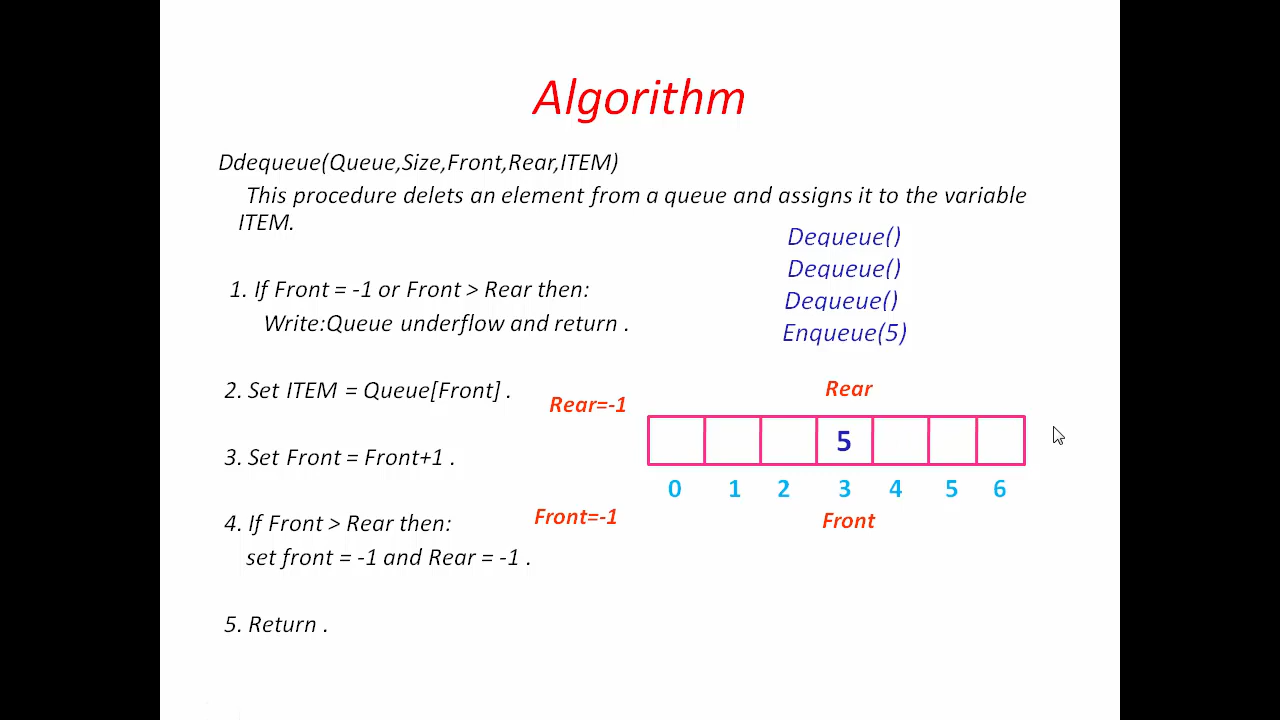 Algorithm
Ddequeue(Queue,Size,Front,Rear,ITEM)
This procedure delets an element from a queue and assigns it to the variable
ITEM.
Dequeue()
Dequeue()
Dequeue()
Enqueue(5)
1. If Front = -1 or Front > Rear then:
Write:Queue underflow and return .
2. Set ITEM = Queue[Front] .
Rear=-1
Rear
5
3. Set Front = Front+1 .
0 1 2 3 4 5 6
Front=-1
Front
4. If Front > Rear then:
set front = -1 and Rear = -1 .
5. Return .